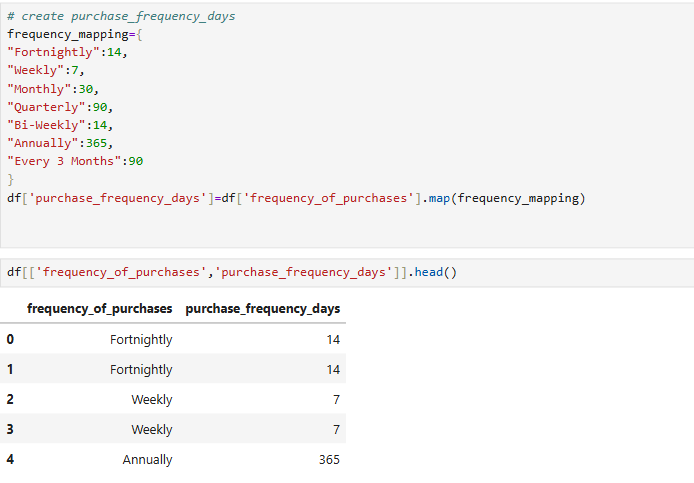 # create purchase_frequency_days
frequency_mapping={
"Fortnightly":14,
"Weekly":7,
"Monthly":30,
"Quarterly":90,
"Bi-Weekly":14,
"Annually":365,
"Every 3 Months":90
}
df['purchase_frequency_days']=df['frequency_of_purchases'].map(frequency_mapping)
df[['frequency_of_purchases','purchase_frequency_days']].head()
frequency_of_purchases purchase_frequency_days
0 Fortnightly 14
1 Fortnightly 14
2 Weekly 7
3 Weekly 7
4 Annually 365